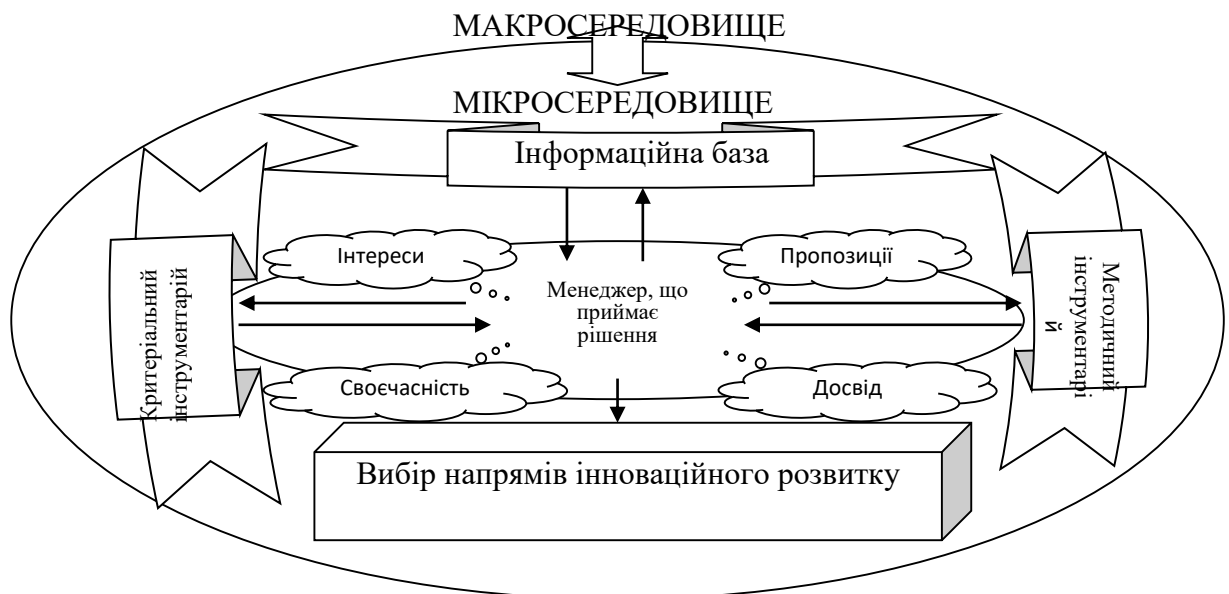 МАКРОСЕРЕДОВИЩЕ
МІКРОСЕРЕДОВИЩЕ
Інформаційна база
Інтереси
Пропозиції
Критеріальний
інструментарій
Менеджер, що
приймає
рішення
Методичний
інструментарі
й
Своєчасність
Досвід
Вибір напрямів інноваційного розвитку